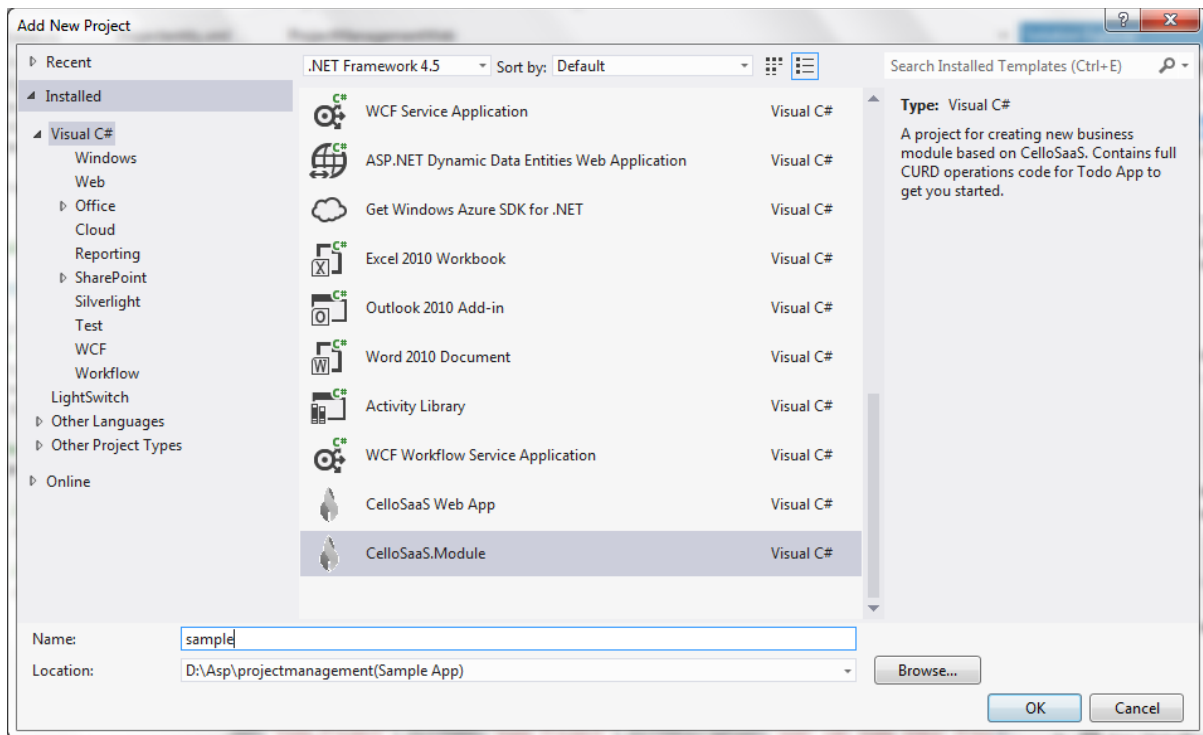 Add New Project
Recent
Installed
Visual C#
Windows
Web
Office
Cloud
Reporting
SharePoint
Silverlight
Test
WCF
Workflow
LightSwitch
Other Languages
Other Project Types
Online
.NET Framework 4.5 Sort by: Default
WCF Service Application Visual C#
ASP.NET Dynamic Data Entities Web Application Visual C#
Get Windows Azure SDK for .NET Visual C#
Excel 2010 Workbook Visual C#
Outlook 2010 Add-in Visual C#
Word 2010 Document Visual C#
Activity Library Visual C#
WCF Workflow Service Application Visual C#
CelloSaaS Web App Visual C#
CelloSaaS.Module Visual C#
Search Installed Templates (Ctrl+E)
Type: Visual C#
A project for creating new business
module based on CelloSaaS. Contains full
CURD operations code for Todo App to
get you started.
Name: sample
Location: D:\Asp\projectmanagement(Sample App)
Browse...
OK Cancel